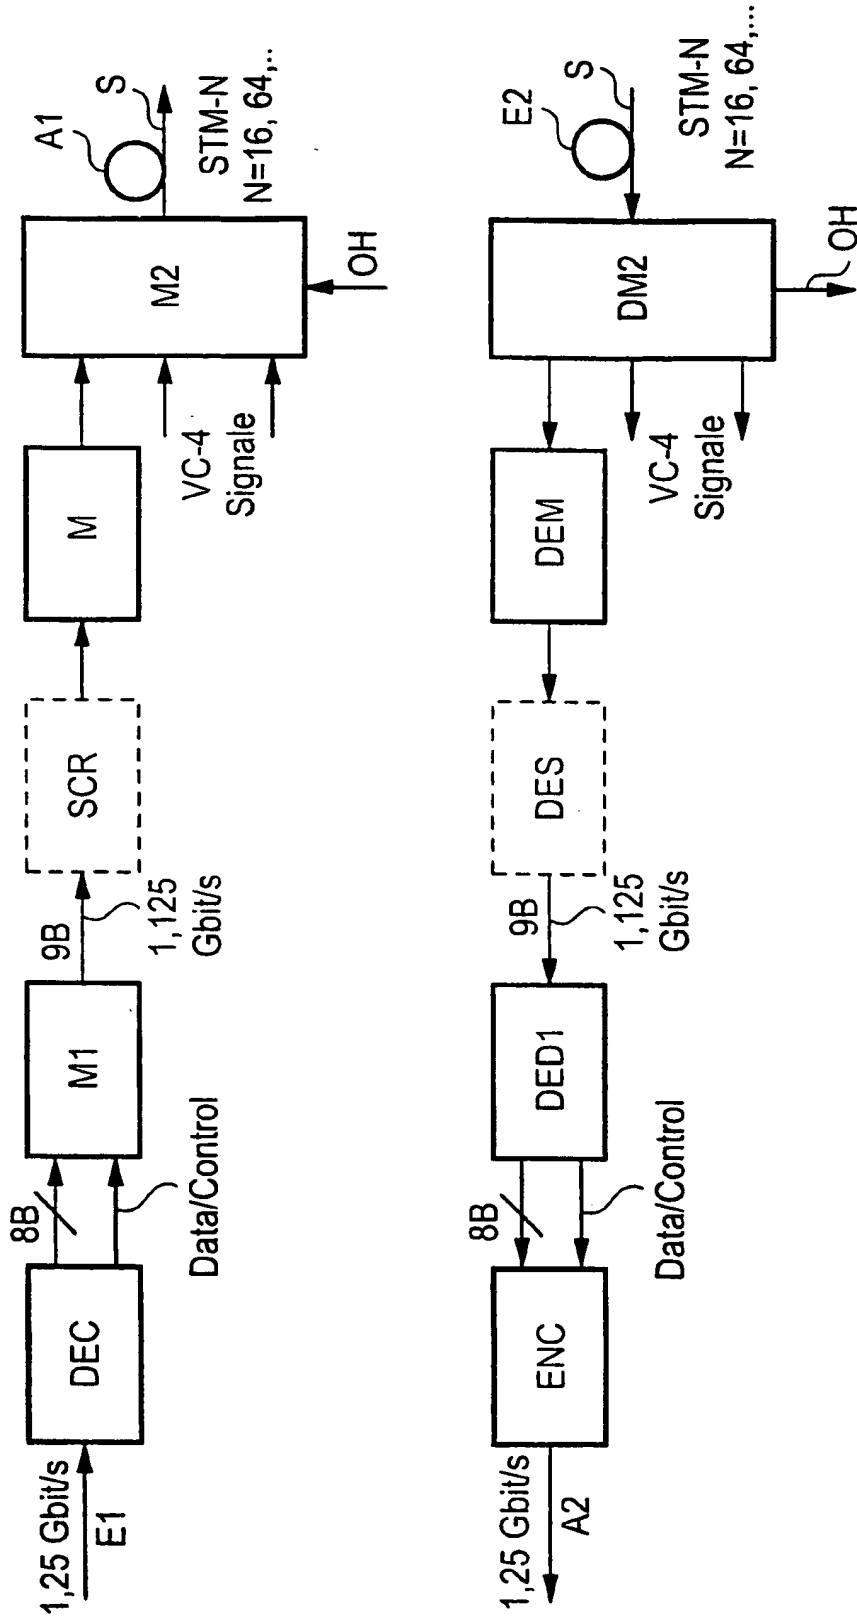 1,25 Gbit/s
E1
DEC
8B
Data/Control
M1
9B
1,125
Gbit/s
SCR
M
VC-4
Signale
M2
OH
A1
S
STM-N
N=16, 64,..
1,25 Gbit/s
A2
ENC
8B
Data/Control
DED1
9B
1,125
Gbit/s
DES
DEM
VC-4
Signale
DM2
OH
E2
S
STM-N
N=16, 64,...